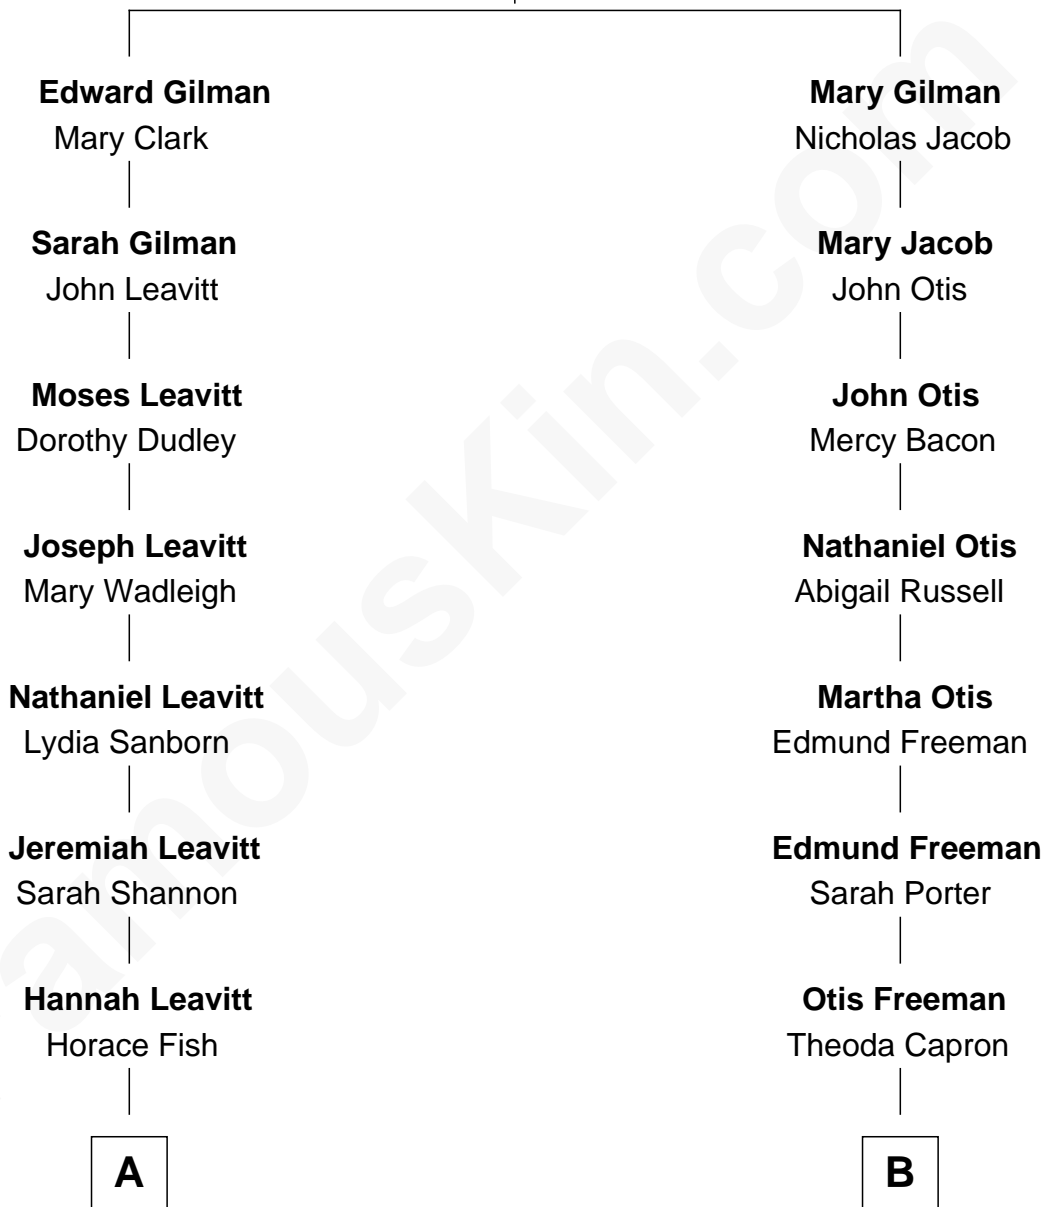 Edward Gilman
Mary Clark
Mary Gilman
Nicholas Jacob
Sarah Gilman
John Leavitt
Mary Jacob
John Otis
Moses Leavitt
Dorothy Dudley
John Otis
Mercy Bacon
Joseph Leavitt
Mary Wadleigh
Nathaniel Otis
Abigail Russell
Nathaniel Leavitt
Lydia Sanborn
Martha Otis
Edmund Freeman
Jeremiah Leavitt
Sarah Shannon
Edmund Freeman
Sarah Porter
Hannah Leavitt
Horace Fish
Otis Freeman
Theoda Capron
A
B
amousKin.com